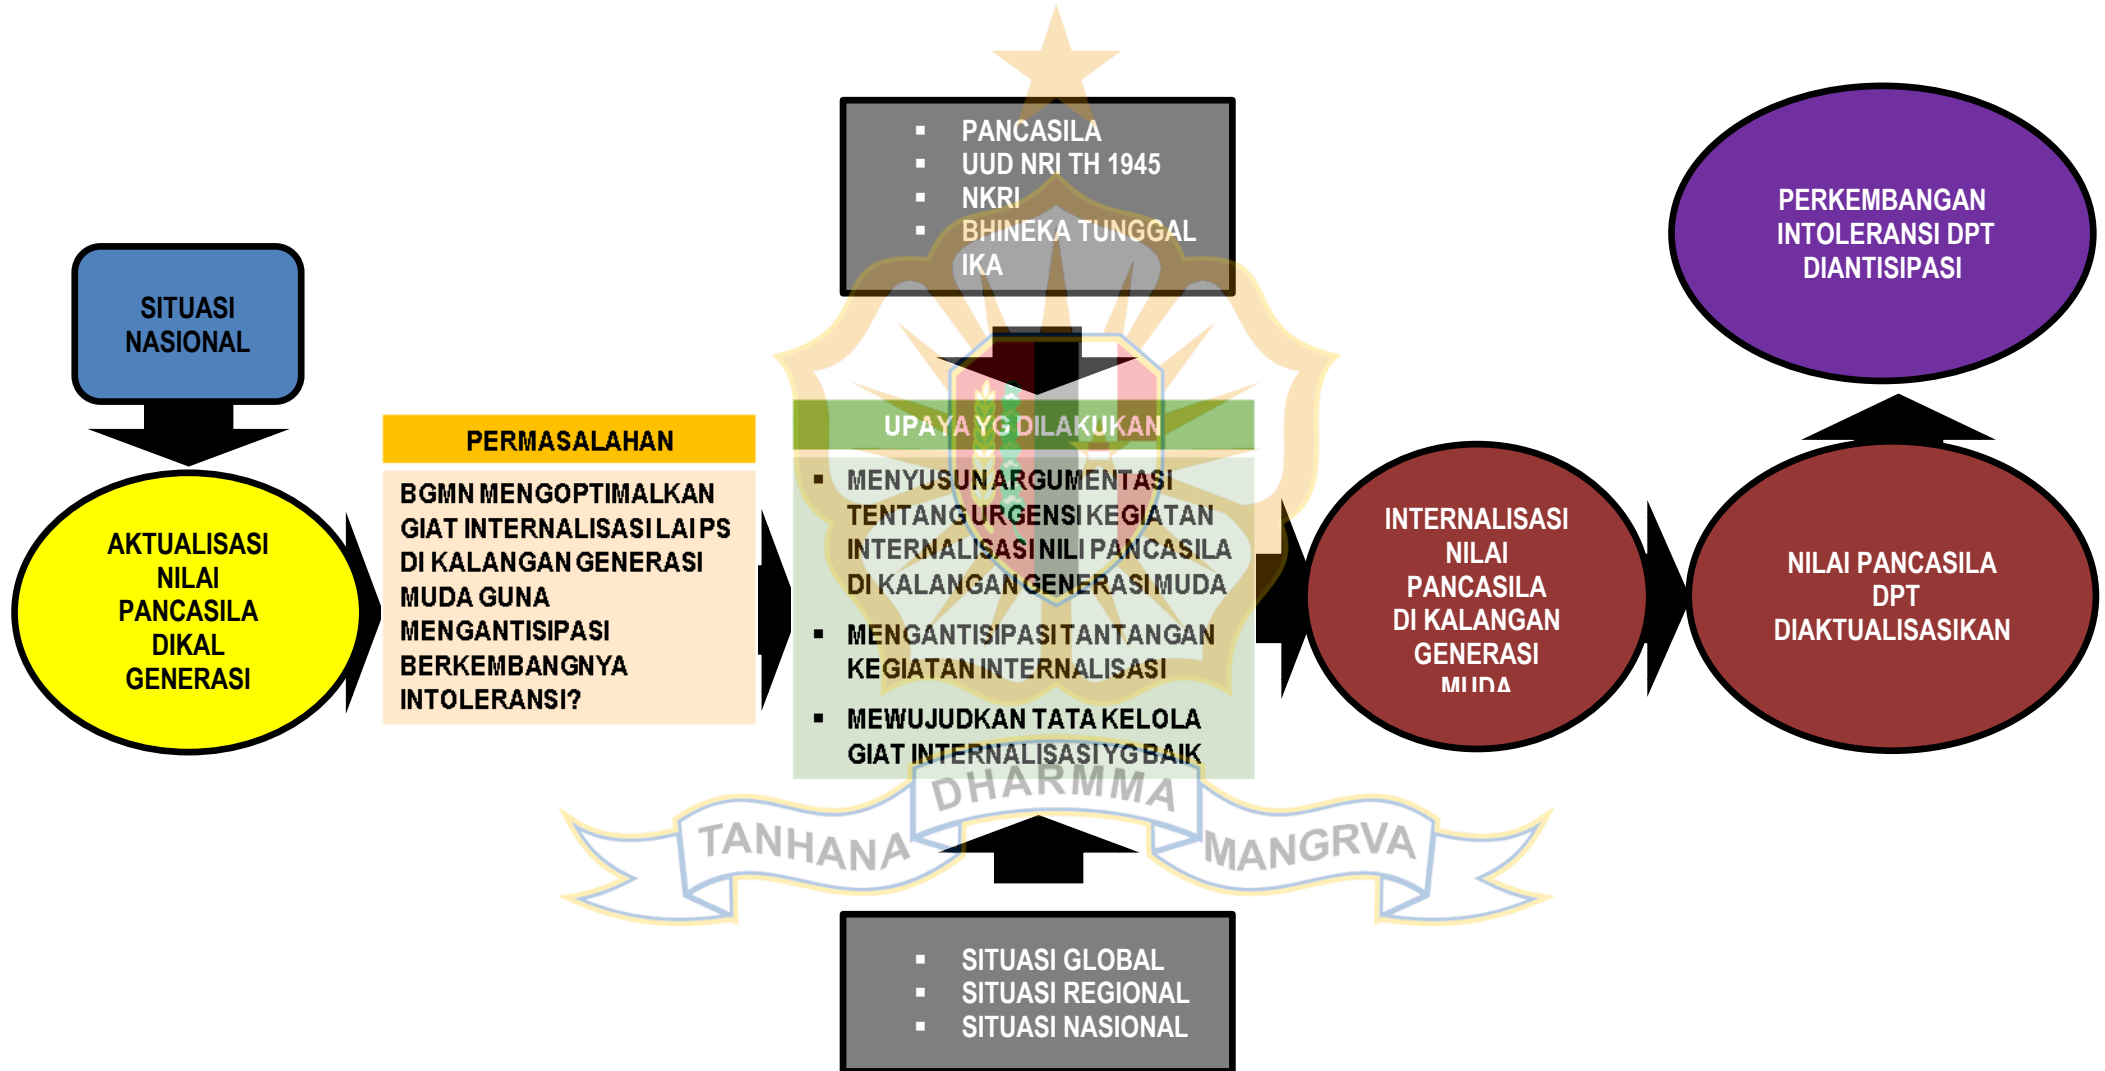 PANCASILA
UUD NRI TH 1945
NKRI
BHINEKA TUNGGAL
IKA
PERKEMBANGAN
INTOLERANSI DPT
DIANTISIPASI
SITUASI
NASIONAL
AKTUALISASI
NILAI
PANCASILA
DIKAL
GENERASI
PERMASALAHAN
BGMN MENGOPTIMALKAN
GIAT INTERNALISASI LAI PS
DI KALANGAN GENERASI
MUDA GUNA
MENGANTISIPASI
BERKEMBANGNYA
INTOLERANSI?
UPAYA YG DILAKUKAN
MENYUSUN ARGUMENTASI
TENTANG URGENSI KEGIATAN
INTERNALISASI NILI PANCASILA
DI KALANGAN GENERASI MUDA
MENGANTISIPASI TANTANGAN
KEGIATAN INTERNALISASI
MEWUJUDKAN TATA KELOLA
GIAT INTERNALISASI YG BAIK
INTERNALISASI
NILAI
PANCASILA
DI KALANGAN
GENERASI
MUDA
NILAI PANCASILA
DPT
DIAKTUALISASIKAN
TANHANA DHARMMA MANGRVA
SITUASI GLOBAL
SITUASI REGIONAL
SITUASI NASIONAL